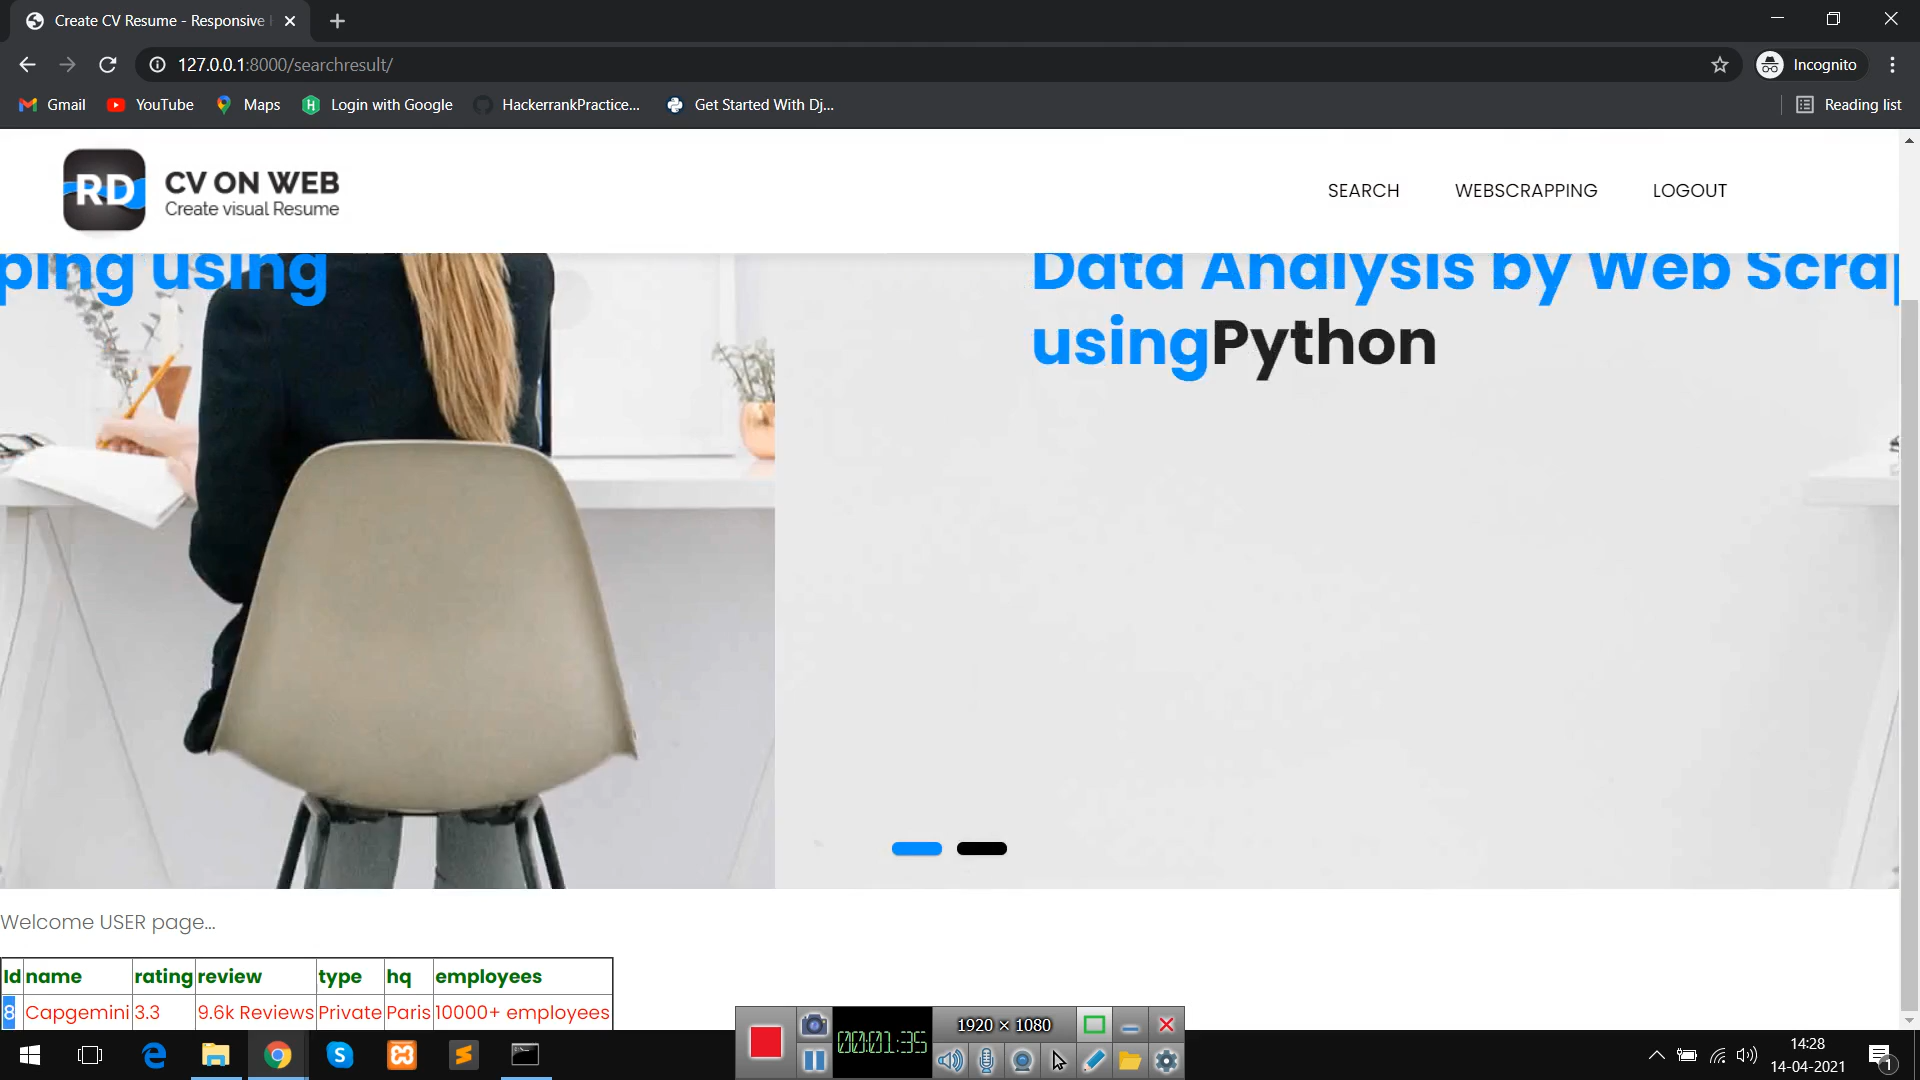 Create CV Resume - Responsive
127.0.0.1:8000/searchresult/
Incognito
Gmail
YouTube
Maps
Login with Google
HackerrankPractice...
Get Started With Dj...
Reading list
RD
CV ON WEB
Create visual Resume
SEARCH
WEBSCRAPPING
LOGOUT
ping using
Data Analysis by Web Scrap
usingPython
Welcome USER page...
Id name rating review type hq employees
8 Capgemini 3.3 9.6k Reviews Private Paris 10000+ employees
00:01:35
1920 × 1080
14:28
14-04-2021
1